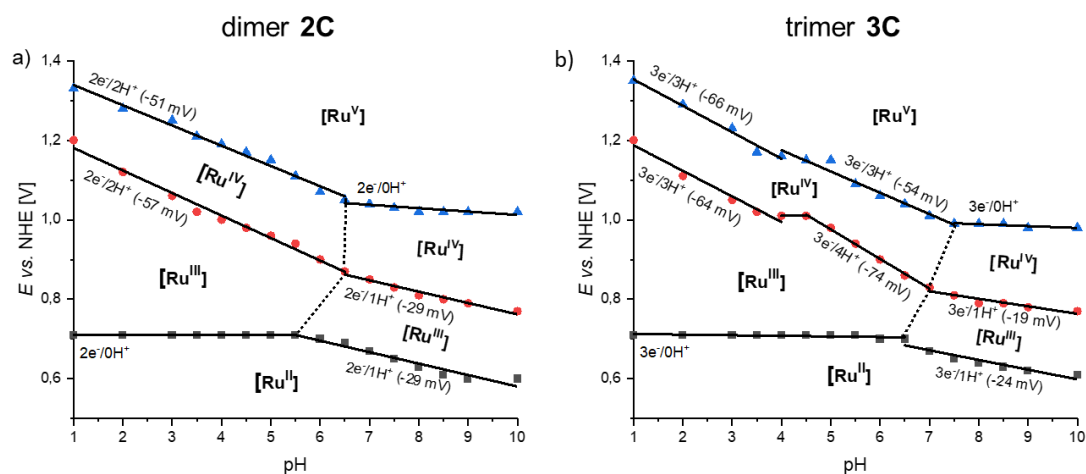 dimer 2C
a)
E vs. NHE [V]
1,4
1,2
1,0
0,8
0,6
2e⁻/2H⁺ (-51 mV)
[Ruⱽ]
[Ruᴵⱽ]
2e⁻/0H⁺
2e⁻/2H⁺ (-57 mV)
[Ruᴵⱽ]
[Ruᴵᴵᴵ]
2e⁻/1H⁺ (-29 mV)
[Ruᴵᴵᴵ]
2e⁻/0H⁺
[Ruᴵᴵ]
2e⁻/1H⁺ (-29 mV)
1 2 3 4 5 6 7 8 9 10
pH
trimer 3C
b)
E vs. NHE [V]
1,4
1,2
1,0
0,8
0,6
3e⁻/3H⁺ (-66 mV)
[Ruⱽ]
3e⁻/3H⁺ (-54 mV)
[Ruᴵⱽ]
3e⁻/0H⁺
3e⁻/3H⁺ (-64 mV)
3e⁻/4H⁺ (-74 mV)
[Ruᴵⱽ]
[Ruᴵᴵᴵ]
3e⁻/1H⁺ (-19 mV)
[Ruᴵᴵᴵ]
3e⁻/0H⁺
[Ruᴵᴵ]
3e⁻/1H⁺ (-24 mV)
1 2 3 4 5 6 7 8 9 10
pH